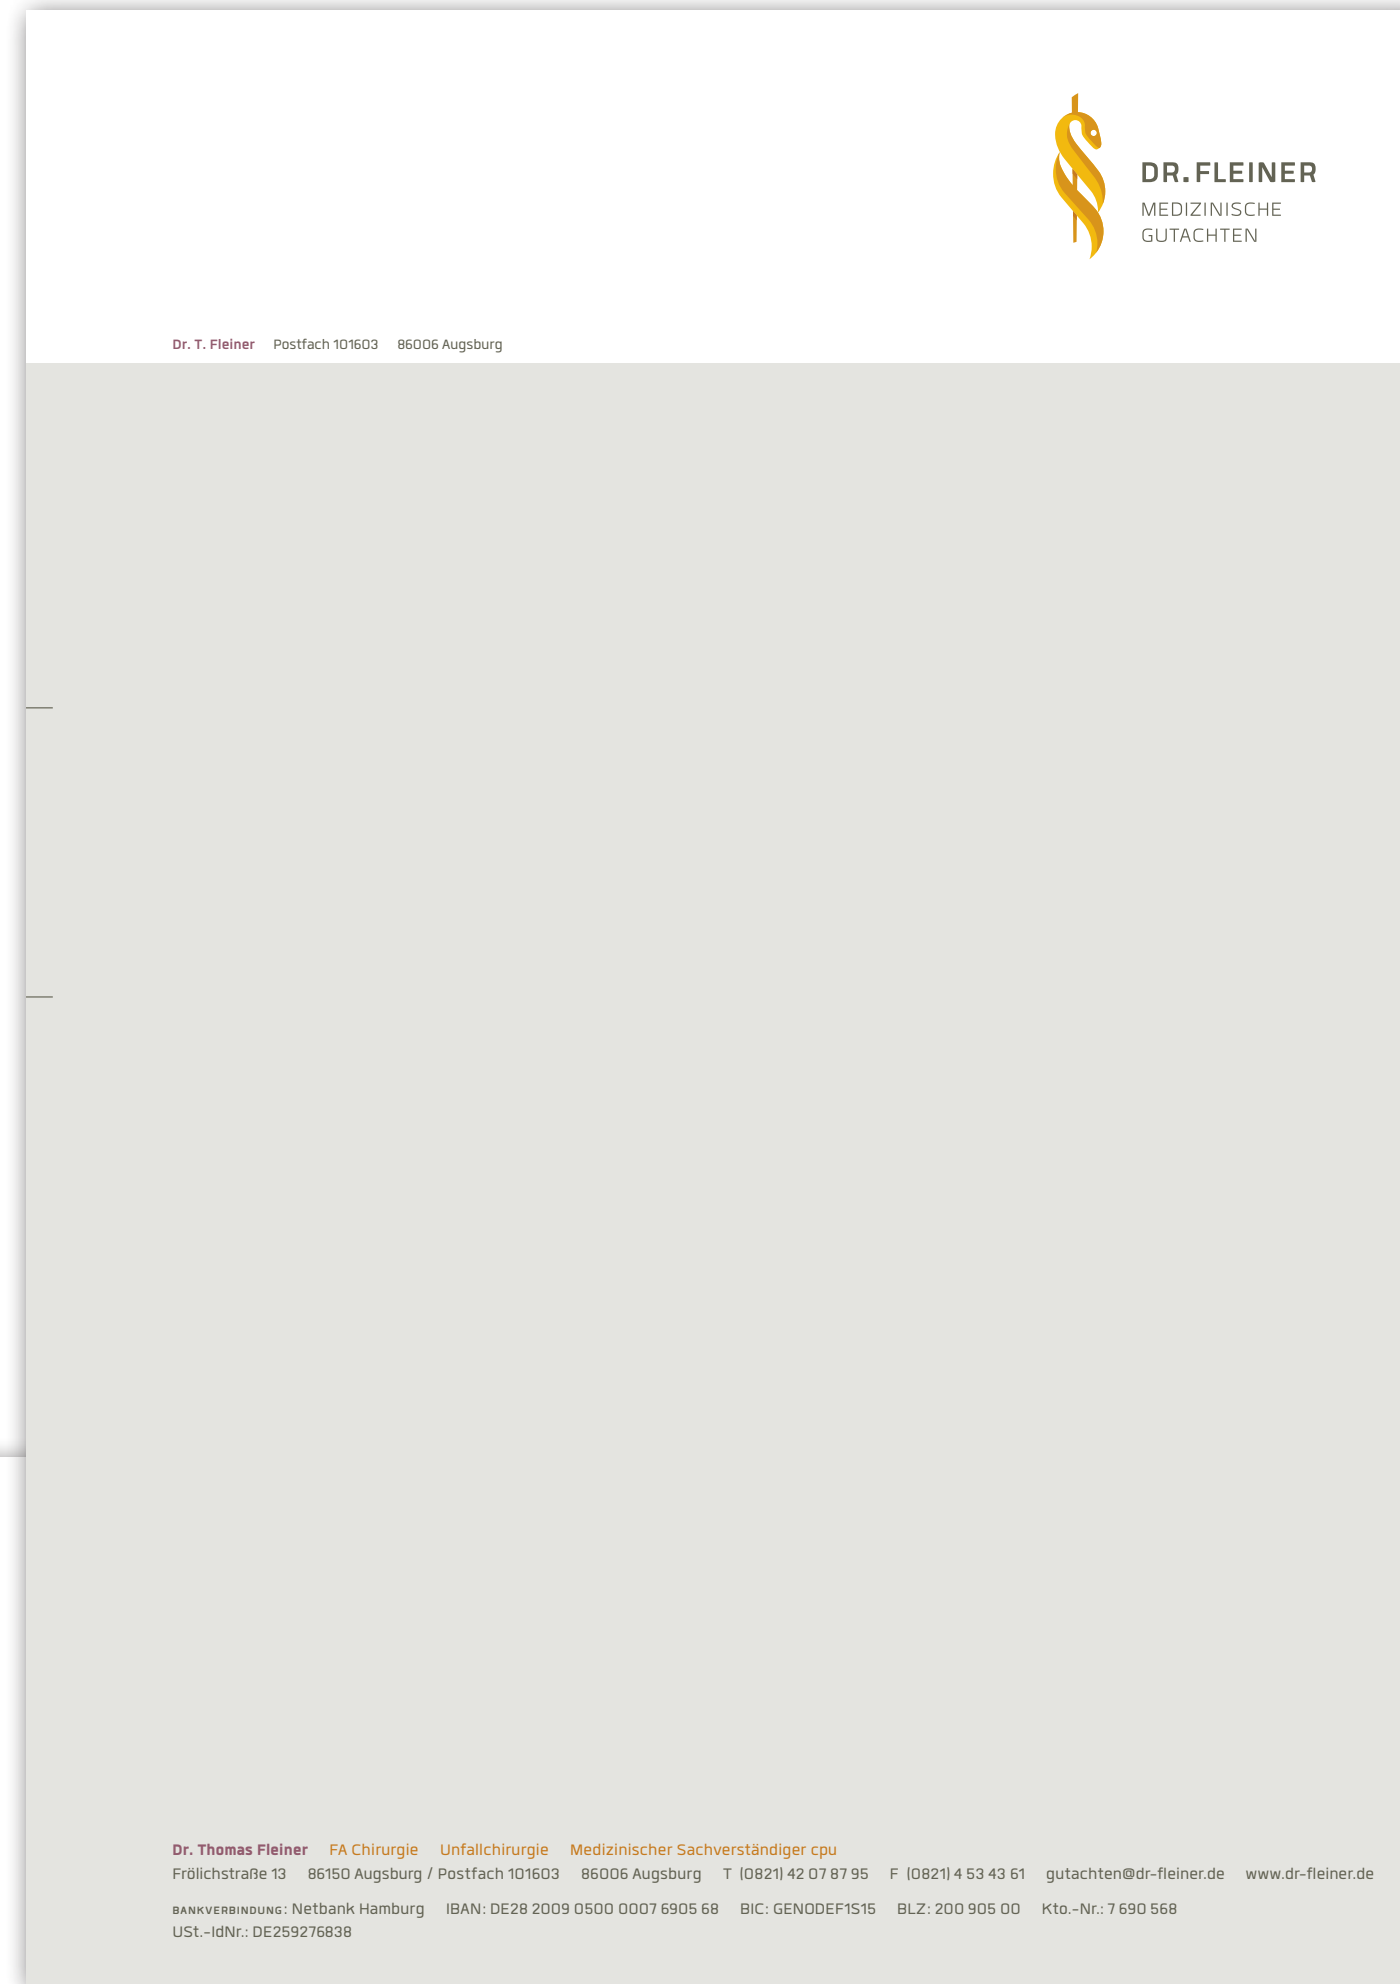 DR. FLEINER
MEDIZINISCHE
GUTACHTEN
Dr. T. Fleiner Postfach 101603 86006 Augsburg
Dr. Thomas Fleiner FA Chirurgie Unfallchirurgie Medizinischer Sachverständiger cpu
Frölichstraße 13 86150 Augsburg / Postfach 101603 86006 Augsburg T (0821) 42 07 87 95 F (0821) 4 53 43 61 gutachten@dr-fleiner.de www.dr-fleiner.de
BANKVERBINDUNG: Netbank Hamburg IBAN: DE28 2009 0500 0007 6905 68 BIC: GENODEF1S15 BLZ: 200 905 00 Kto.-Nr.: 7 690 568
USt.-IdNr.: DE259276838